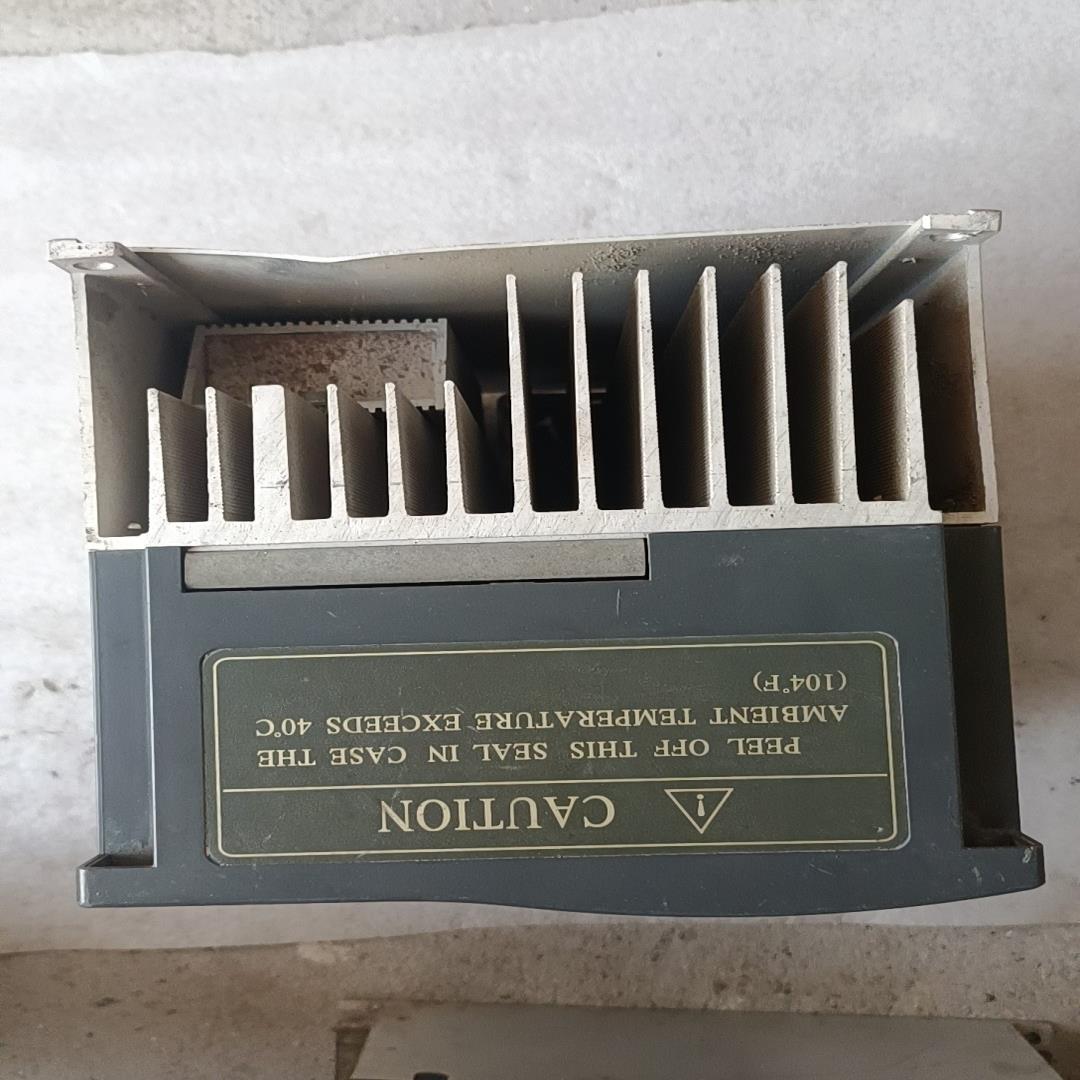 CAUTION
PEEL OFF THIS SEAL IN CASE THE
AMBIENT TEMPERATURE EXCEEDS 40°C
(104°F)